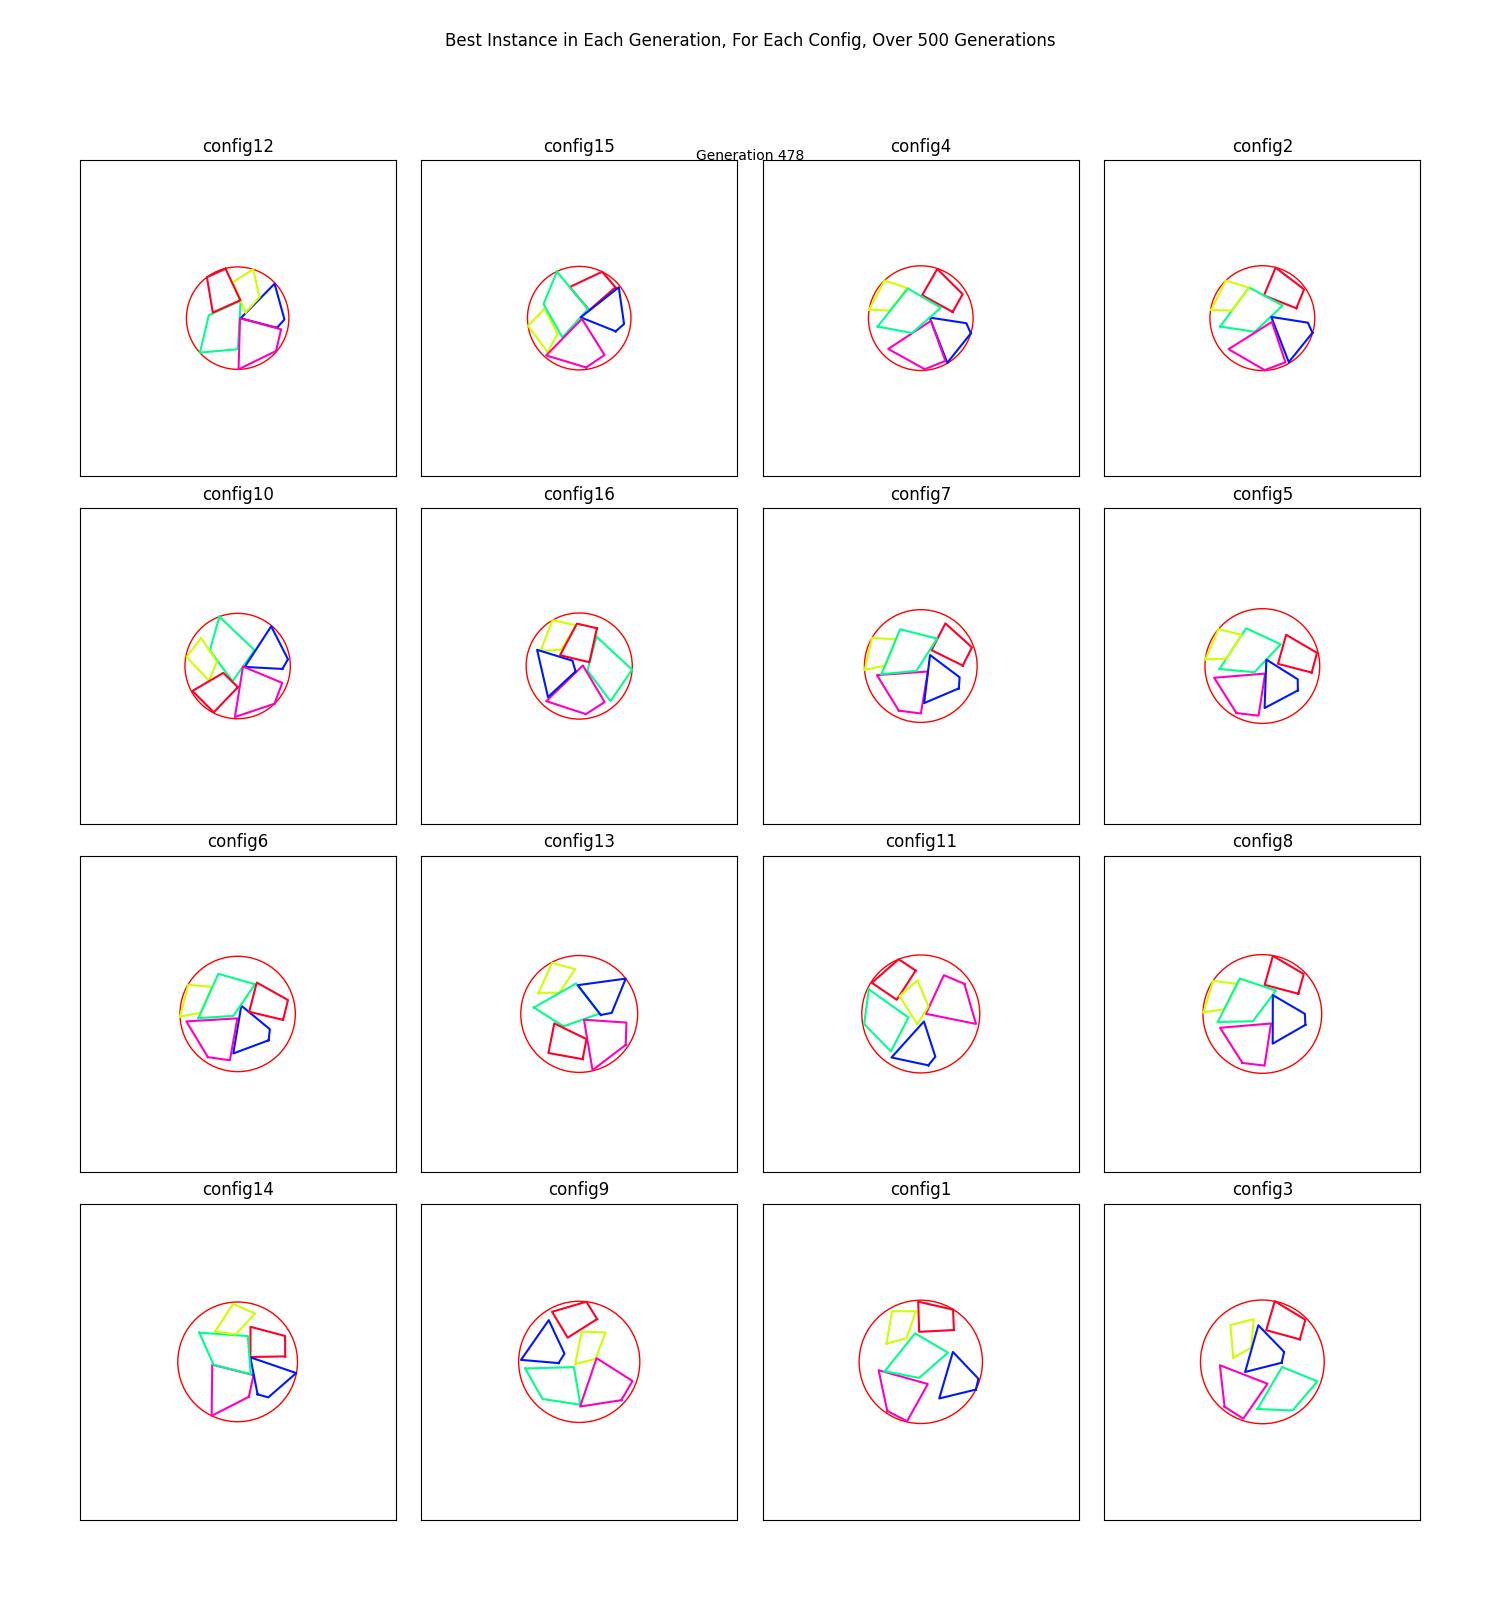 Best Instance in Each Generation, For Each Config, Over 500 Generations
Generation 478
config12
config15
config4
config2
config10
config16
config7
config5
config6
config13
config11
config8
config14
config9
config1
config3